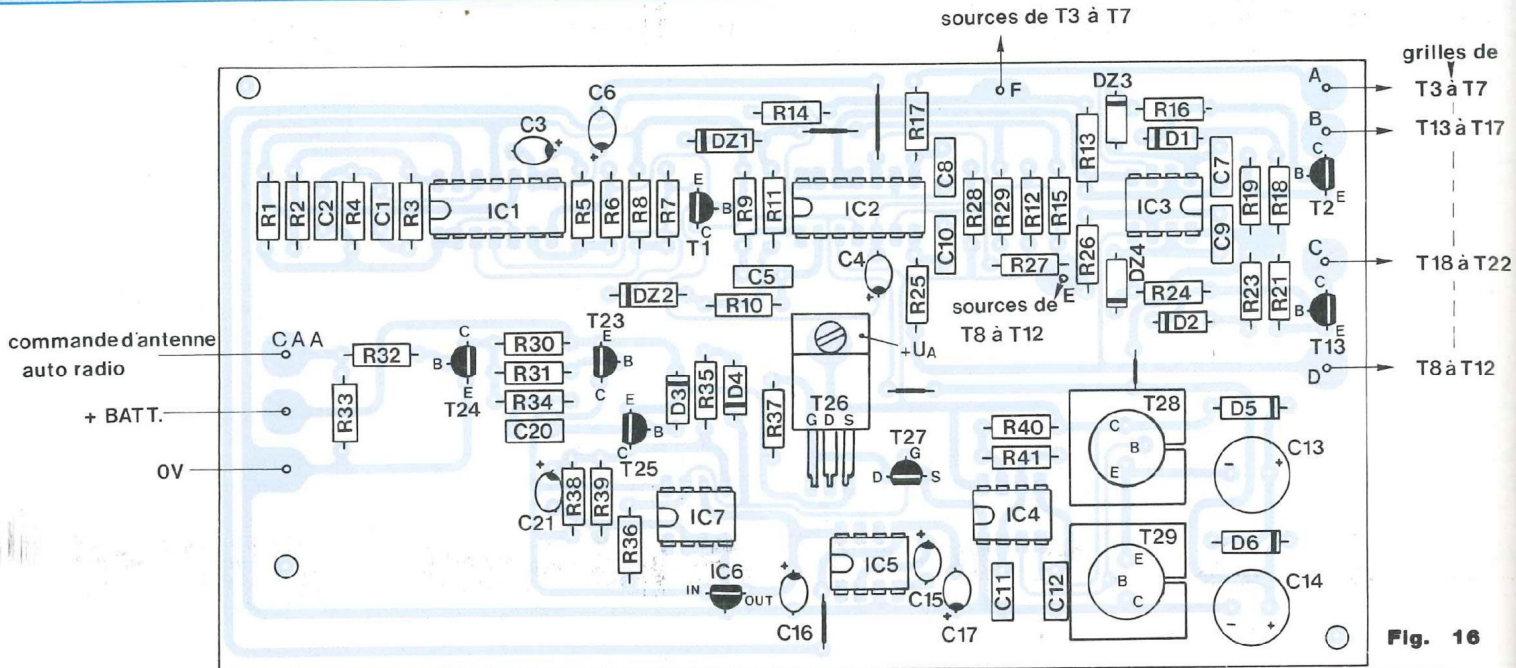 sources de T3 à T7
grilles de
T3 à T7
T13 à T17
T18 à T22
T8 à T12
A
B
C
D
F
DZ3
C6
C3
R14
R17
R16
D1
DZ1
R13
C8
C7
C
B
E
T2
R1
R2
C2
R4
C1
R3
IC1
R5
R6
R8
R7
E
B
C
T1
R9
R11
IC2
R28
R29
R12
R15
IC3
R19
R18
C10
C9
C4
C5
R27
R26
DZ4
R25
E
sources de
T8 à T12
DZ2
R10
R24
D2
R23
R21
C
B
E
T13
commande d'antenne
auto radio
CAA
+ BATT.
0V
R32
R33
C
B
E
T24
R30
R31
R34
C20
T23
E
B
C
E
B
C
T25
D3
R35
D4
R37
+UA
T26
G D S
T27
G
D
S
R40
R41
T28
C
B
E
D5
C13
-
+
C21
R38
R39
R36
IC7
IC4
IC6
IN
OUT
C16
IC5
C15
C17
C11
C12
T29
E
B
C
D6
C14
-
+
Fig. 16